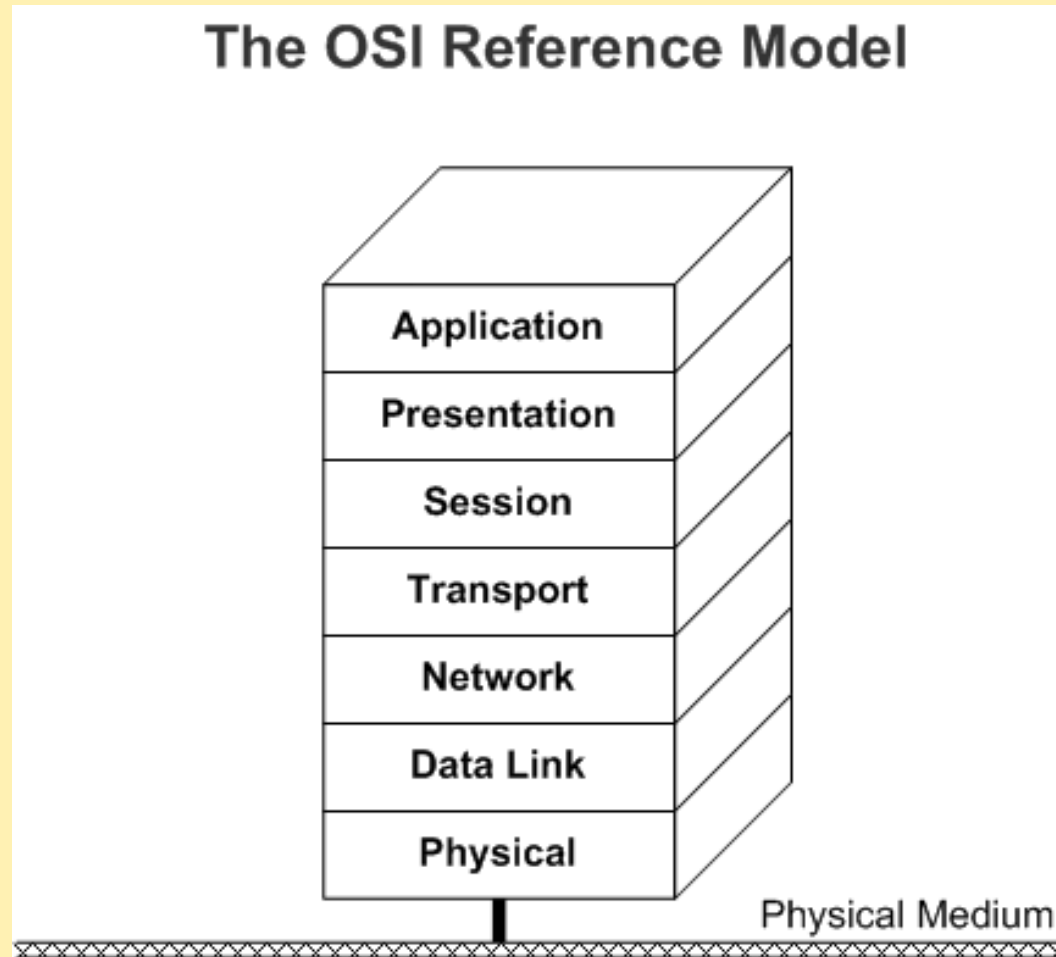 The OSI Reference Model
Application
Presentation
Session
Transport
Network
Data Link
Physical
Physical Medium